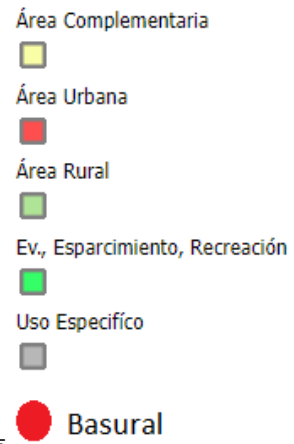 Área Complementaria
Área Urbana
Área Rural
Ev., Esparcimiento, Recreación
Uso Especifíco
Basural